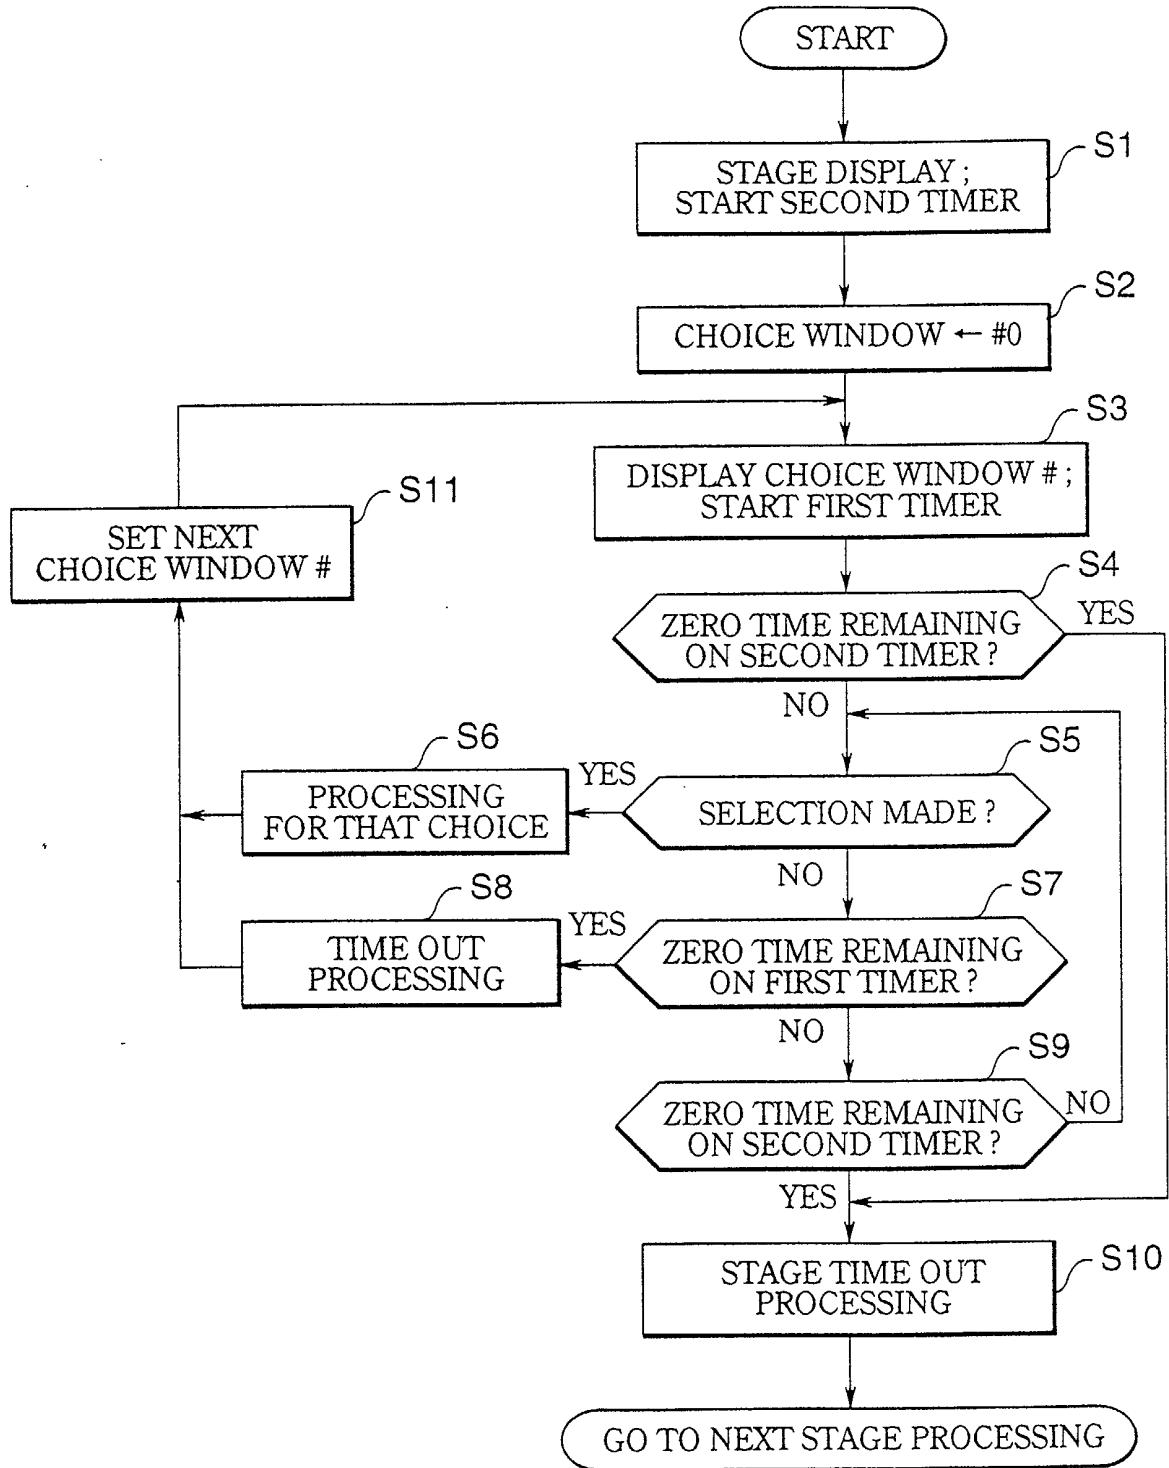 START
S1
STAGE DISPLAY ;
START SECOND TIMER
S2
CHOICE WINDOW ← #0
S3
DISPLAY CHOICE WINDOW # ;
START FIRST TIMER
S11
SET NEXT
CHOICE WINDOW #
S4
ZERO TIME REMAINING
ON SECOND TIMER ?
YES
NO
S5
SELECTION MADE ?
YES
S6
PROCESSING
FOR THAT CHOICE
NO
S7
ZERO TIME REMAINING
ON FIRST TIMER ?
YES
S8
TIME OUT
PROCESSING
NO
S9
ZERO TIME REMAINING
ON SECOND TIMER ?
NO
YES
S10
STAGE TIME OUT
PROCESSING
GO TO NEXT STAGE PROCESSING